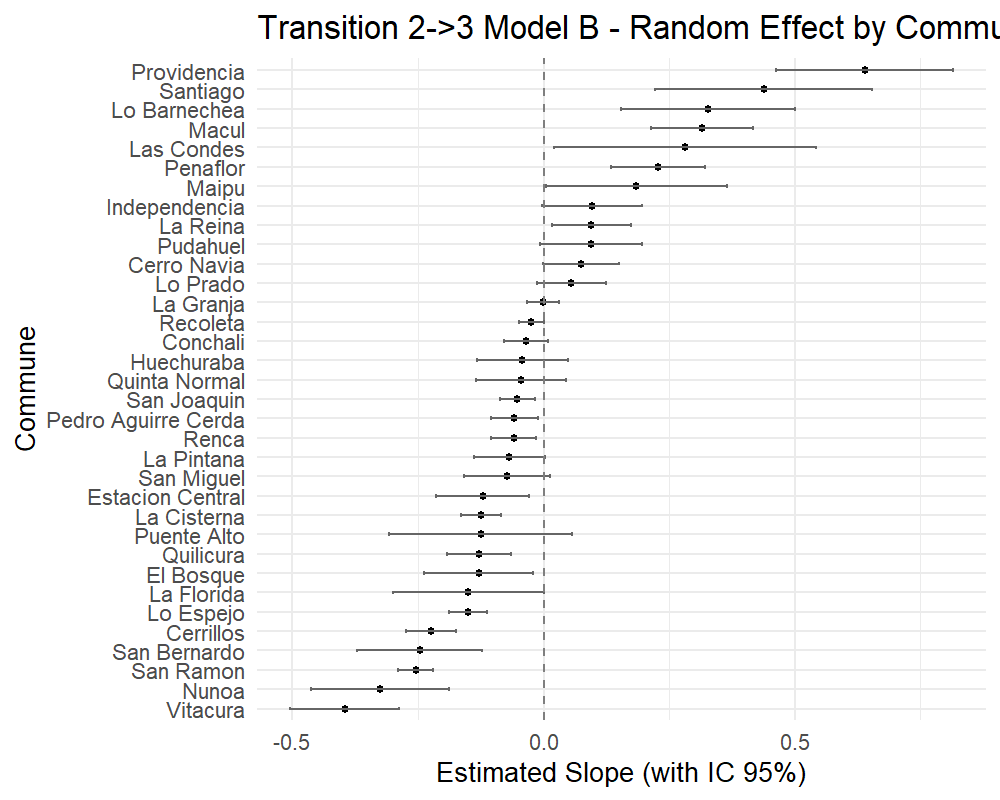 Transition 2->3 Model B - Random Effect by Commu
Providencia
Santiago
Lo Barnechea
Macul
Las Condes
Penaflor
Maipu
Independencia
La Reina
Pudahuel
Cerro Navia
Lo Prado
La Granja
Recoleta
Conchali
Huechuraba
Quinta Normal
San Joaquin
Pedro Aguirre Cerda
Renca
La Pintana
San Miguel
Estacion Central
La Cisterna
Puente Alto
Quilicura
El Bosque
La Florida
Lo Espejo
Cerrillos
San Bernardo
San Ramon
Nunoa
Vitacura
Commune
-0.5 0.0 0.5
Estimated Slope (with IC 95%)